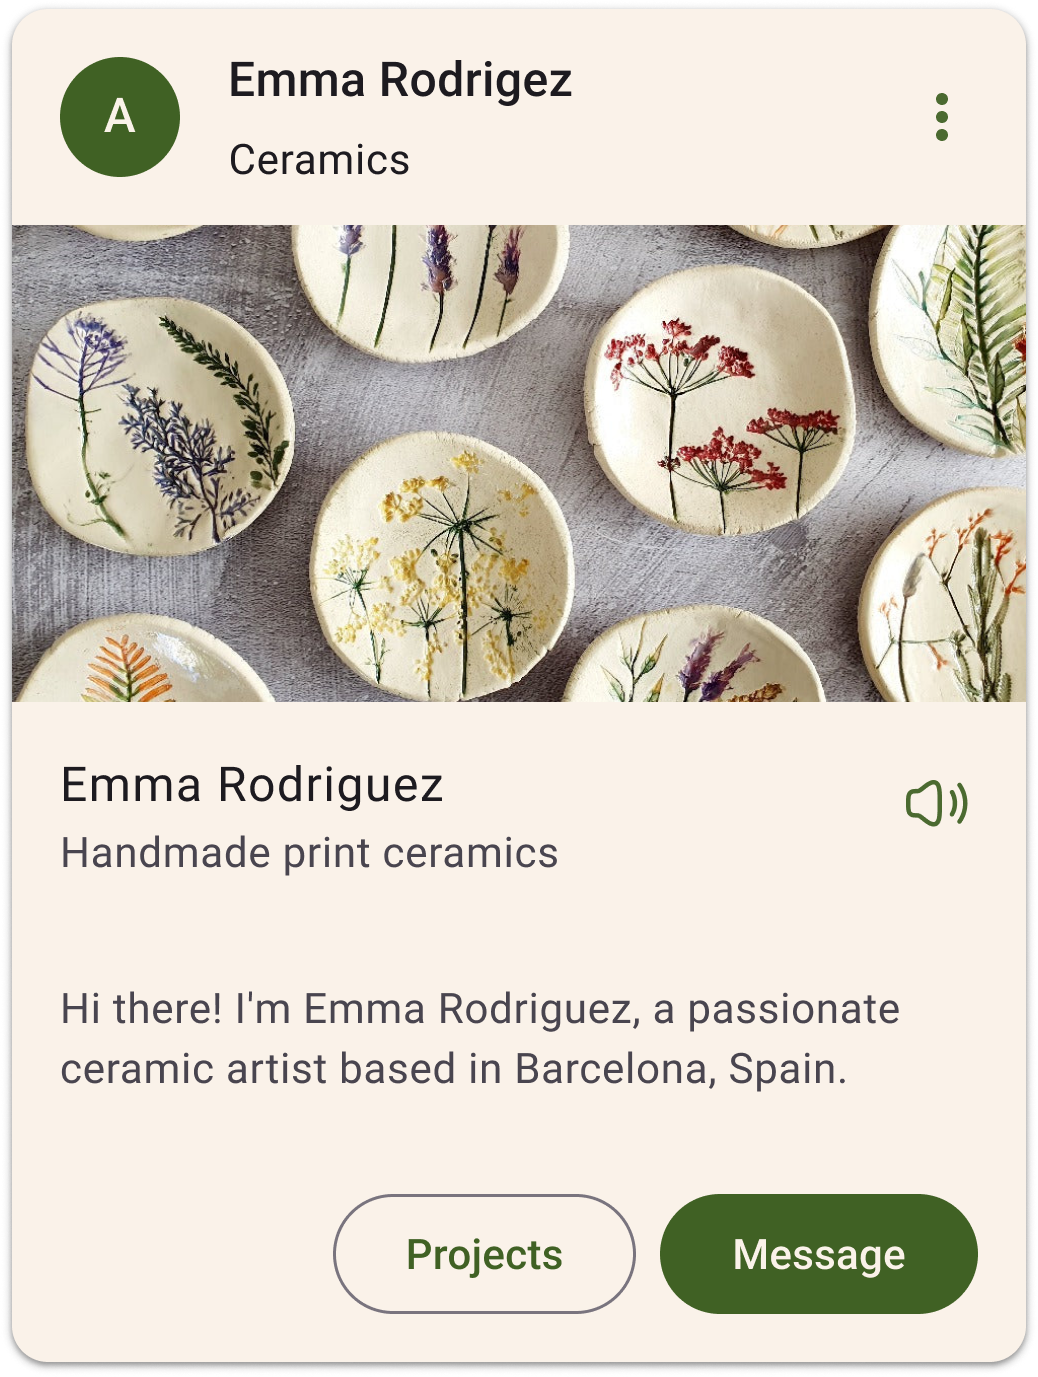 A
Emma Rodrigez
Ceramics
Emma Rodriguez
Handmade print ceramics
Hi there! I'm Emma Rodriguez, a passionate
ceramic artist based in Barcelona, Spain.
Projects
Message